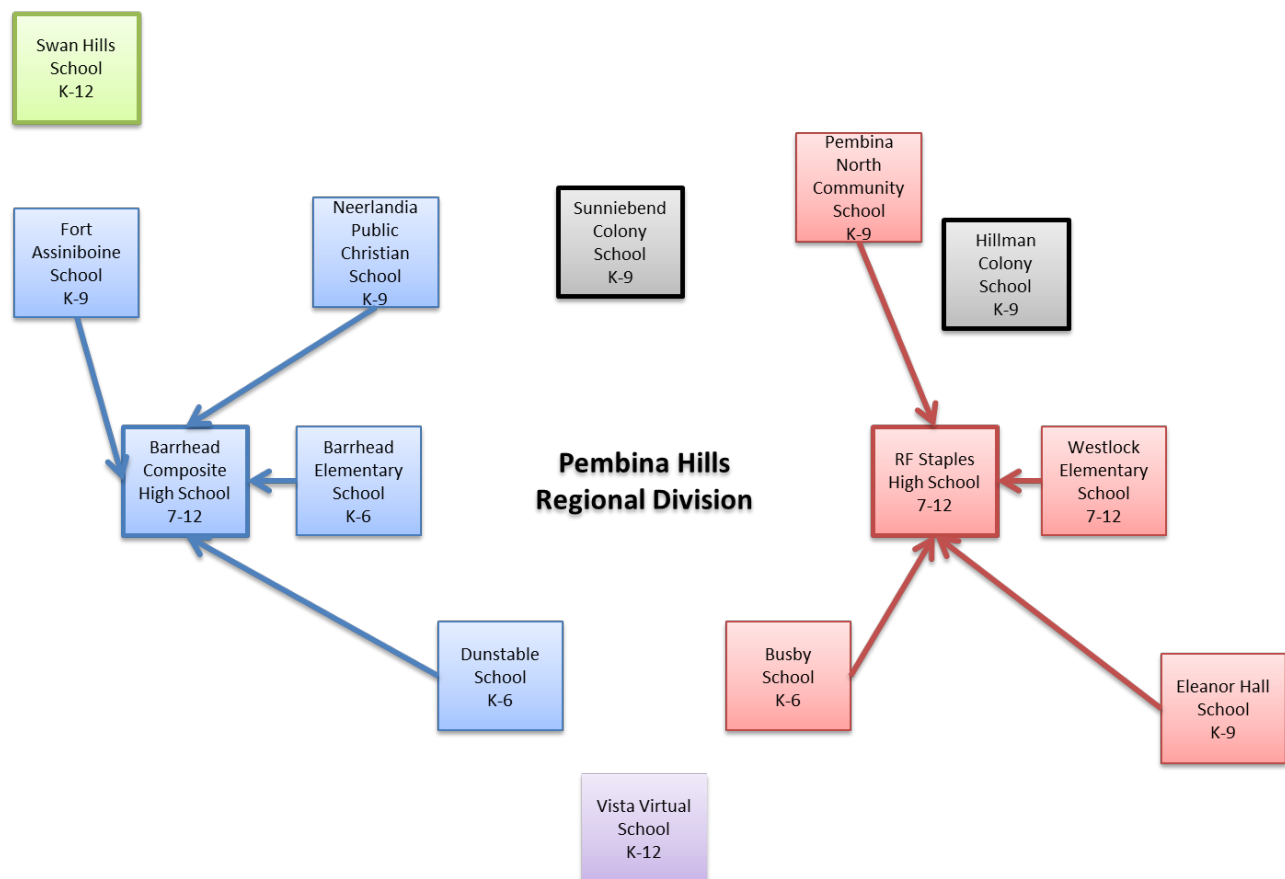 Swan Hills
School
K-12
Pembina
North
Community
School
K-9
Neerlandia
Public
Christian
School
K-9
Sunniebend
Colony
School
K-9
Fort
Assiniboine
School
K-9
Hillman
Colony
School
K-9
Barrhead
Composite
High School
7-12
Barrhead
Elementary
School
K-6
Pembina Hills
Regional Division
RF Staples
High School
7-12
Westlock
Elementary
School
7-12
Dunstable
School
K-6
Busby
School
K-6
Eleanor Hall
School
K-9
Vista Virtual
School
K-12